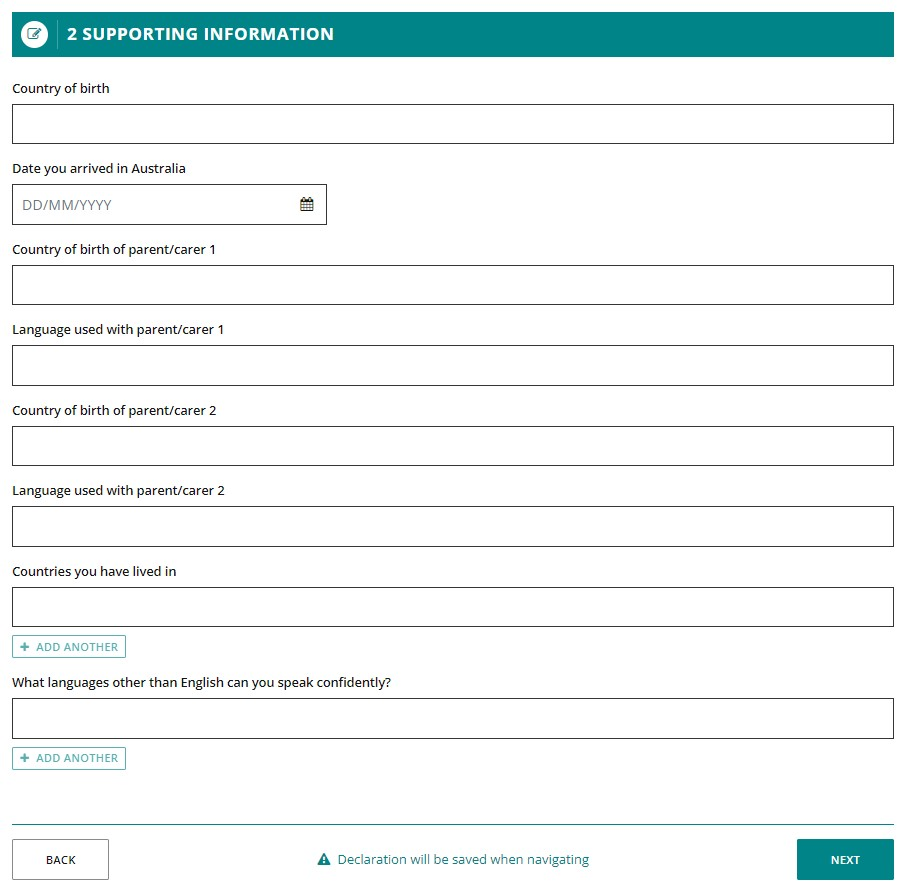 2 SUPPORTING INFORMATION
Country of birth
Date you arrived in Australia
DD/MM/YYYY
Country of birth of parent/carer 1
Language used with parent/carer 1
Country of birth of parent/carer 2
Language used with parent/carer 2
Countries you have lived in
+ ADD ANOTHER
What languages other than English can you speak confidently?
+ ADD ANOTHER
BACK
Declaration will be saved when navigating
NEXT